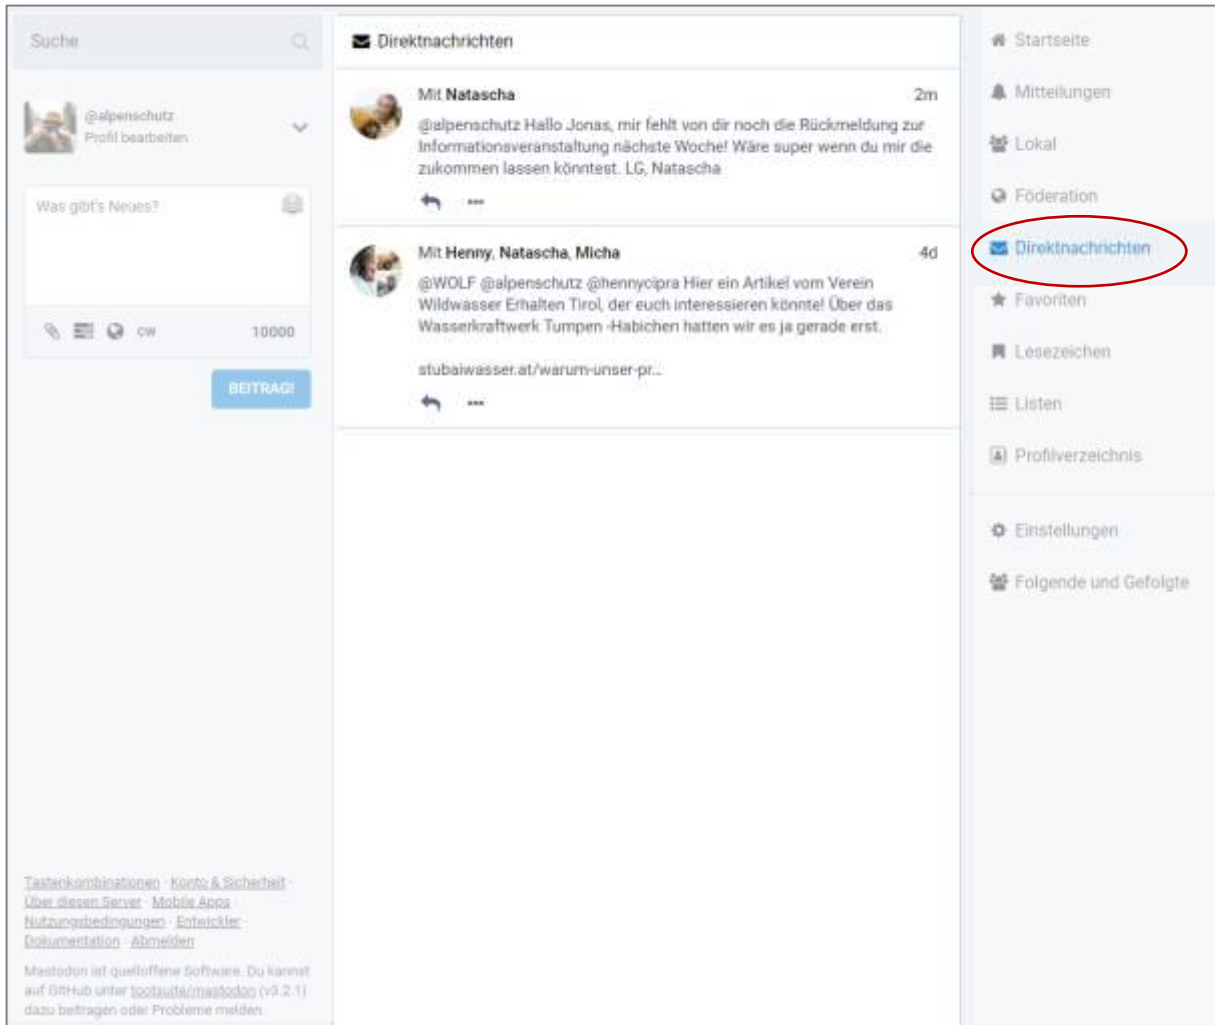 Suche
@alpenschutz
Profil bearbeiten
Was gibt's Neues?
CW 10000
BEITRAG!
Tastenkombinationen · Konto & Sicherheit ·
Über diesen Server · Mobile Apps ·
Nutzungsbedingungen · Entwickler ·
Dokumentation · Abmelden
Mastodon ist quelloffene Software. Du kannst
auf GitHub unter tootsuite/mastodon (v3.2.1)
dazu beitragen oder Probleme melden.
Direktnachrichten
Mit Natascha 2m
@alpenschutz Hallo Jonas, mir fehlt von dir noch die Rückmeldung zur
Informationsveranstaltung nächste Woche! Wäre super wenn du mir die
zukommen lassen könntest. LG, Natascha
Mit Henny, Natascha, Micha 4d
@WOLF @alpenschutz @hennycipra Hier ein Artikel vom Verein
Wildwasser Erhalten Tirol, der euch interessieren könnte! Über das
Wasserkraftwerk Tumpen -Habichen hatten wir es ja gerade erst.
stubaiwasser.at/warum-unser-pr...
Startseite
Mitteilungen
Lokal
Föderation
Direktnachrichten
Favoriten
Lesezeichen
Listen
Profilverzeichnis
Einstellungen
Folgende und Gefolgte